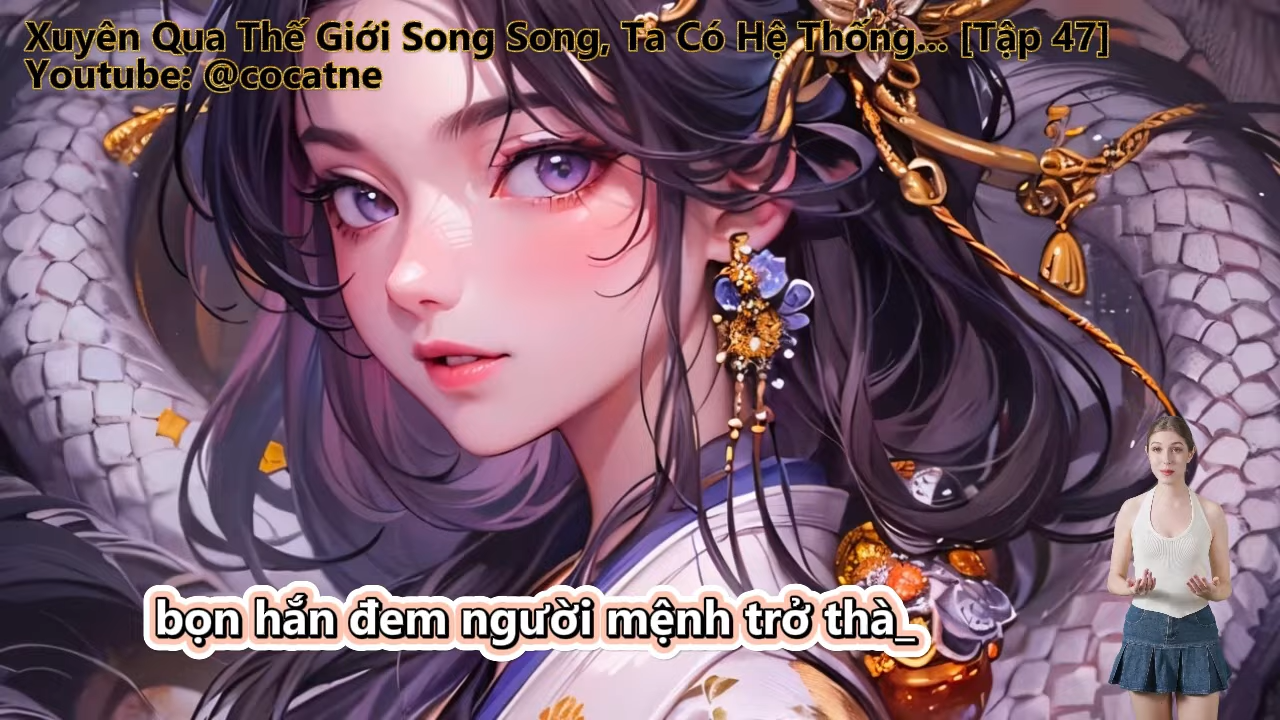 Xuyên Qua Thế Giới Song Song, Ta Có Hệ Thống... [Tập 47]
Youtube: @cocatne
bọn hắn đem người mệnh trở thà_